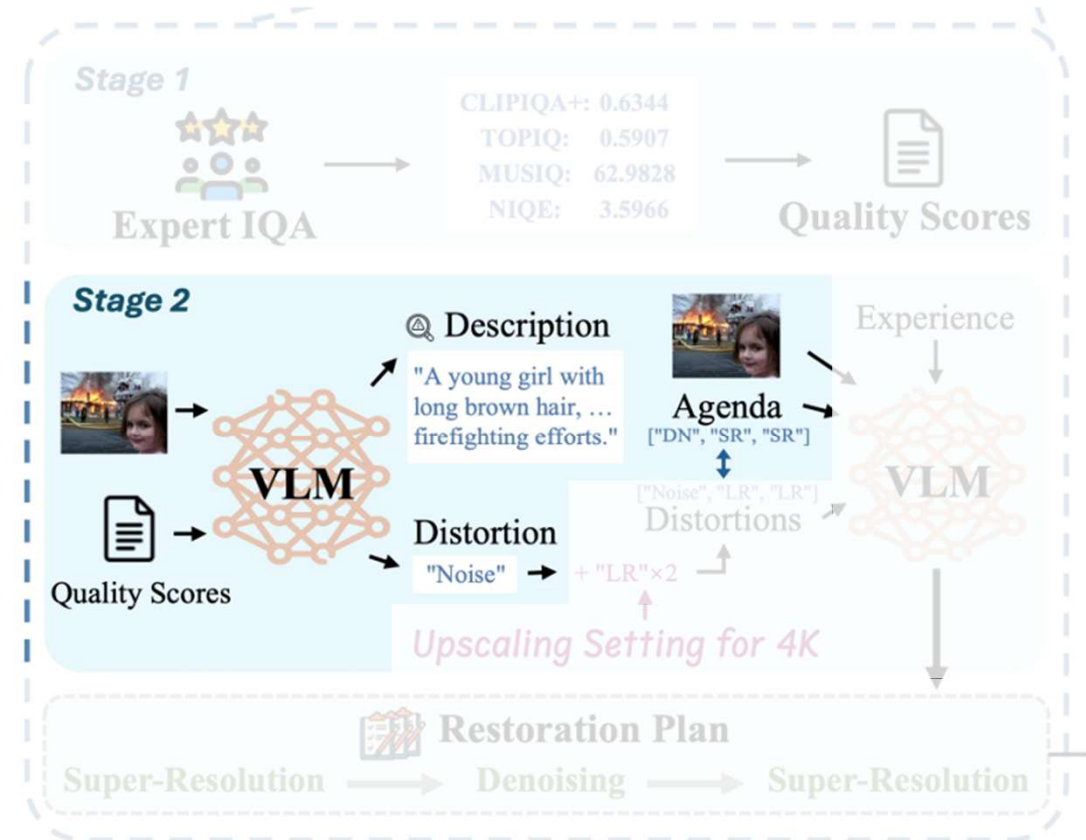 Stage 1
CLIPIQA+: 0.6344
TOPIQ: 0.5907
MUSIQ: 62.9828
NIQE: 3.5966
Expert IQA
Quality Scores
Stage 2
Description
"A young girl with
long brown hair, …
firefighting efforts."
VLM
Quality Scores
Distortion
"Noise"
+ "LR"×2
Upscaling Setting for 4K
Agenda
["DN", "SR", "SR"]
["Noise", "LR", "LR"]
Distortions
Experience
VLM
Restoration Plan
Super-Resolution
Denoising
Super-Resolution